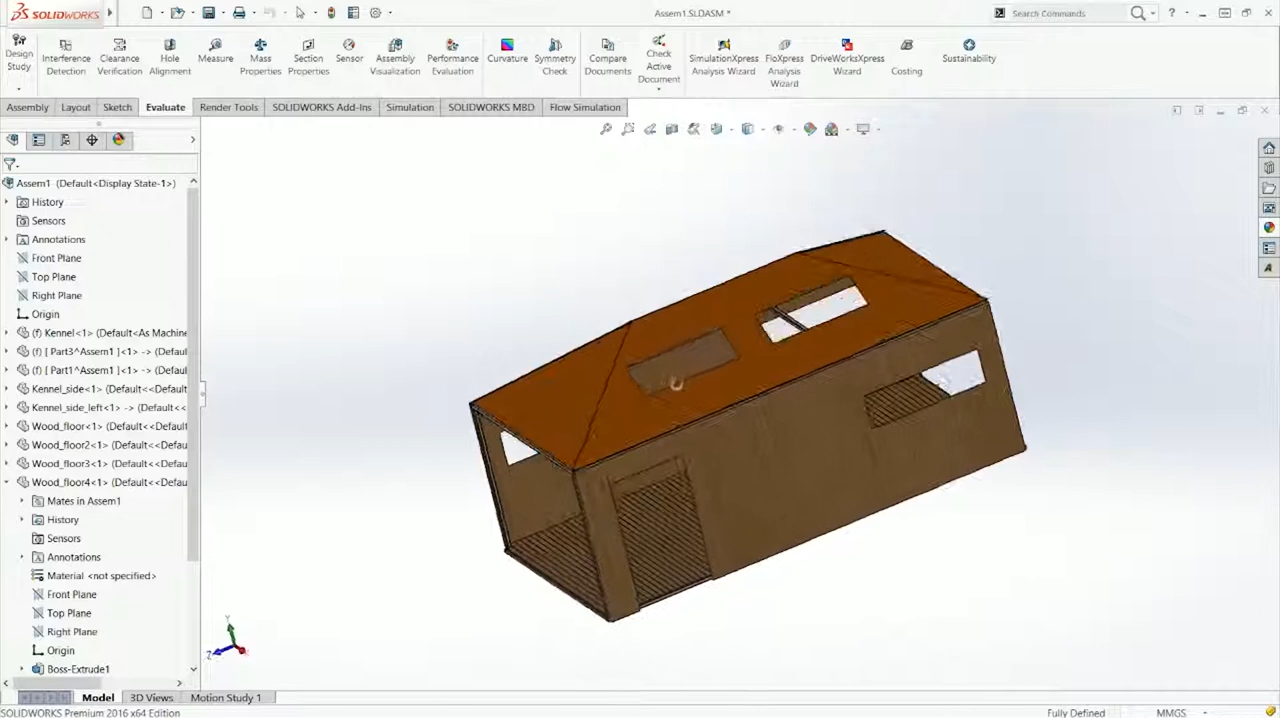 SOLIDWORKS
Assem1.SLDASM *
Search Commands
Design Study
Interference Detection
Clearance Verification
Hole Alignment
Measure
Mass Properties
Section Properties
Sensor
Assembly Visualization
Performance Evaluation
Curvature
Symmetry Check
Compare Documents
Check Active Document
SimulationXpress Analysis Wizard
FloXpress Analysis Wizard
DriveWorksXpress Wizard
Costing
Sustainability
Assembly Layout Sketch Evaluate Render Tools SOLIDWORKS Add-Ins Simulation SOLIDWORKS MBD Flow Simulation
Assem1 (Default<Display State-1>)
History
Sensors
Annotations
Front Plane
Top Plane
Right Plane
Origin
(f) Kennel<1> (Default<As Machine
(f) [ Part3^Assem1 ]<1> -> (Defaul
(f) [ Part1^Assem1 ]<1> -> (Defaul
Kennel_side<1> (Default<<Defaul
Kennel_side_left<1> -> (Default<<
Wood_floor<1> (Default<<Default
Wood_floor2<1> (Default<<Defau
Wood_floor3<1> (Default<<Defau
Wood_floor4<1> (Default<<Defau
Mates in Assem1
History
Sensors
Annotations
Material <not specified>
Front Plane
Top Plane
Right Plane
Origin
Boss-Extrude1
Y
Z
Model 3D Views Motion Study 1
SOLIDWORKS Premium 2016 x64 Edition
Fully Defined
MMGS